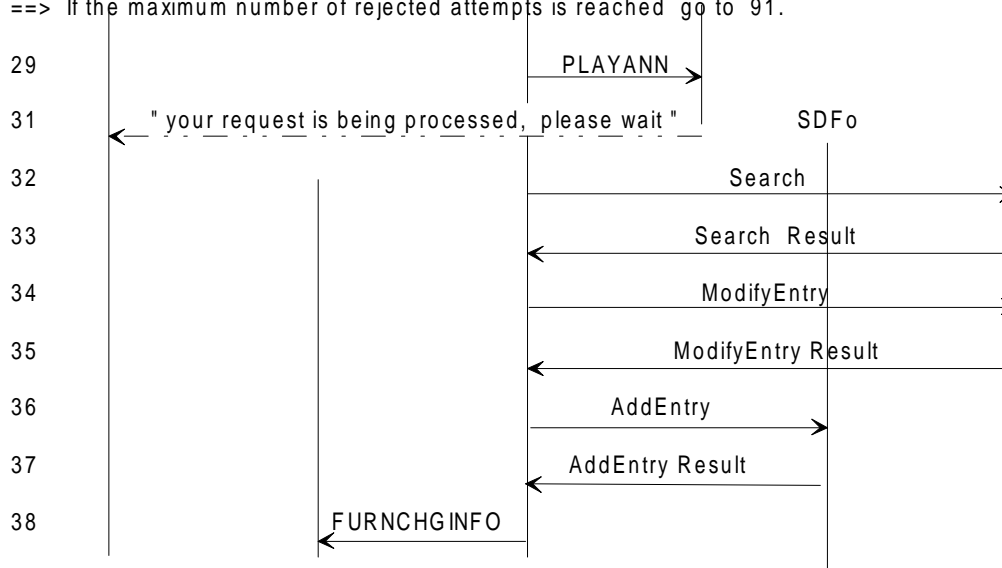 ==> If the maximum number of rejected attempts is reached go to 91.
29 PLAYANN
31 " your request is being processed, please wait " SDFo
32 Search
33 Search Result
34 ModifyEntry
35 ModifyEntry Result
36 AddEntry
37 AddEntry Result
38 FURNCHGINFO